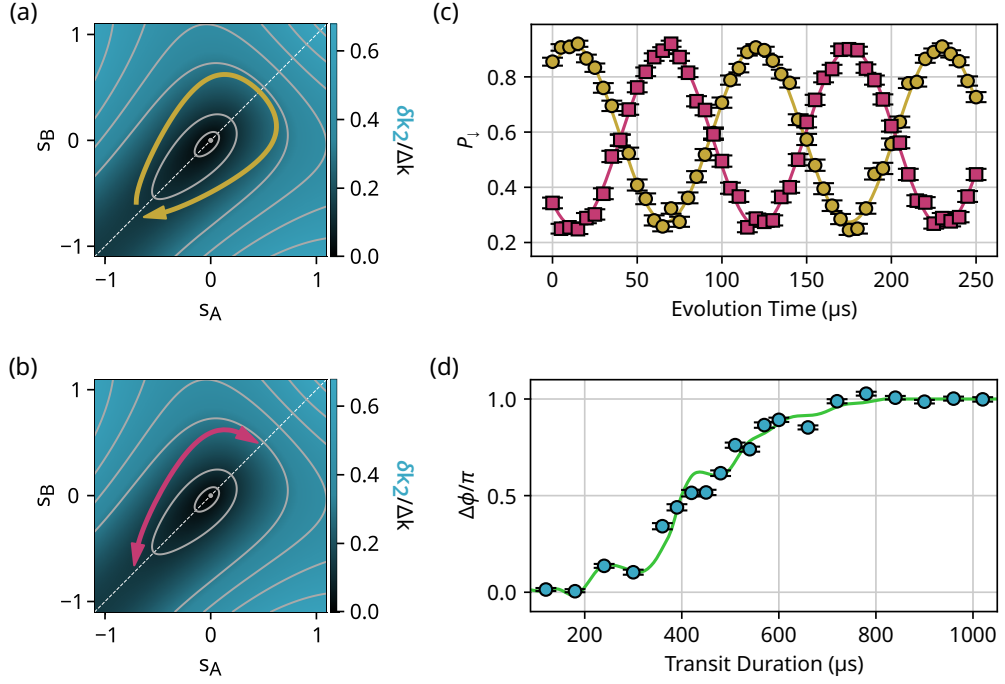 (a)
1
0
−1
s_B
−1 0 1
s_A
0.6
0.4
0.2
0.0
δk₂/Δk
(b)
1
0
−1
s_B
−1 0 1
s_A
0.6
0.4
0.2
0.0
δk₂/Δk
(c)
0.8
0.6
0.4
0.2
P↓
0 50 100 150 200 250
Evolution Time (μs)
(d)
1.0
0.5
0.0
Δϕ/π
200 400 600 800 1000
Transit Duration (μs)